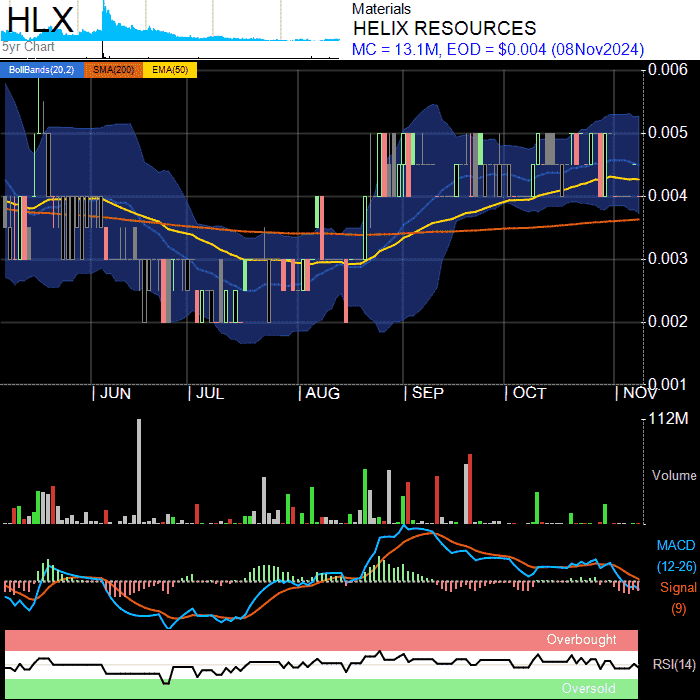 HLX
5yr Chart
Materials
HELIX RESOURCES
MC = 13.1M, EOD = $0.004 (08Nov2024)
BollBands(20,2) SMA(200) EMA(50)
0.006
0.005
0.004
0.003
0.002
0.001
JUN JUL AUG SEP OCT NOV
112M
Volume
MACD
(12-26)
Signal
(9)
Overbought
RSI(14)
Oversold